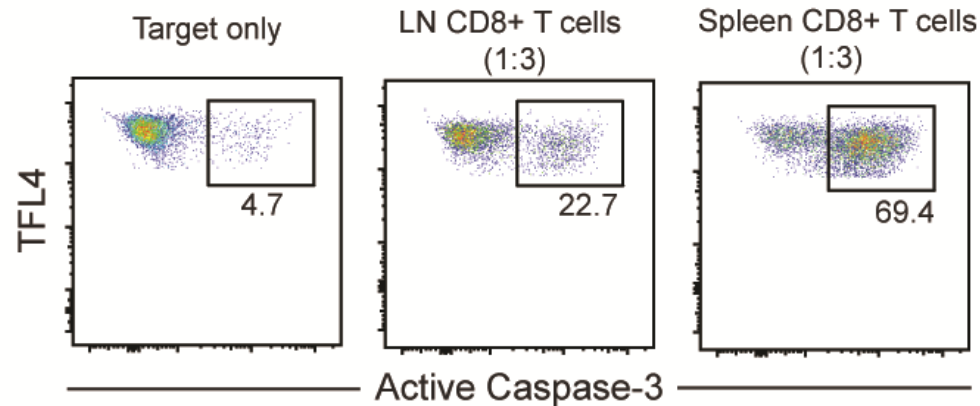 Target only
LN CD8+ T cells
(1:3)
Spleen CD8+ T cells
(1:3)
TFL4
4.7
22.7
69.4
Active Caspase-3